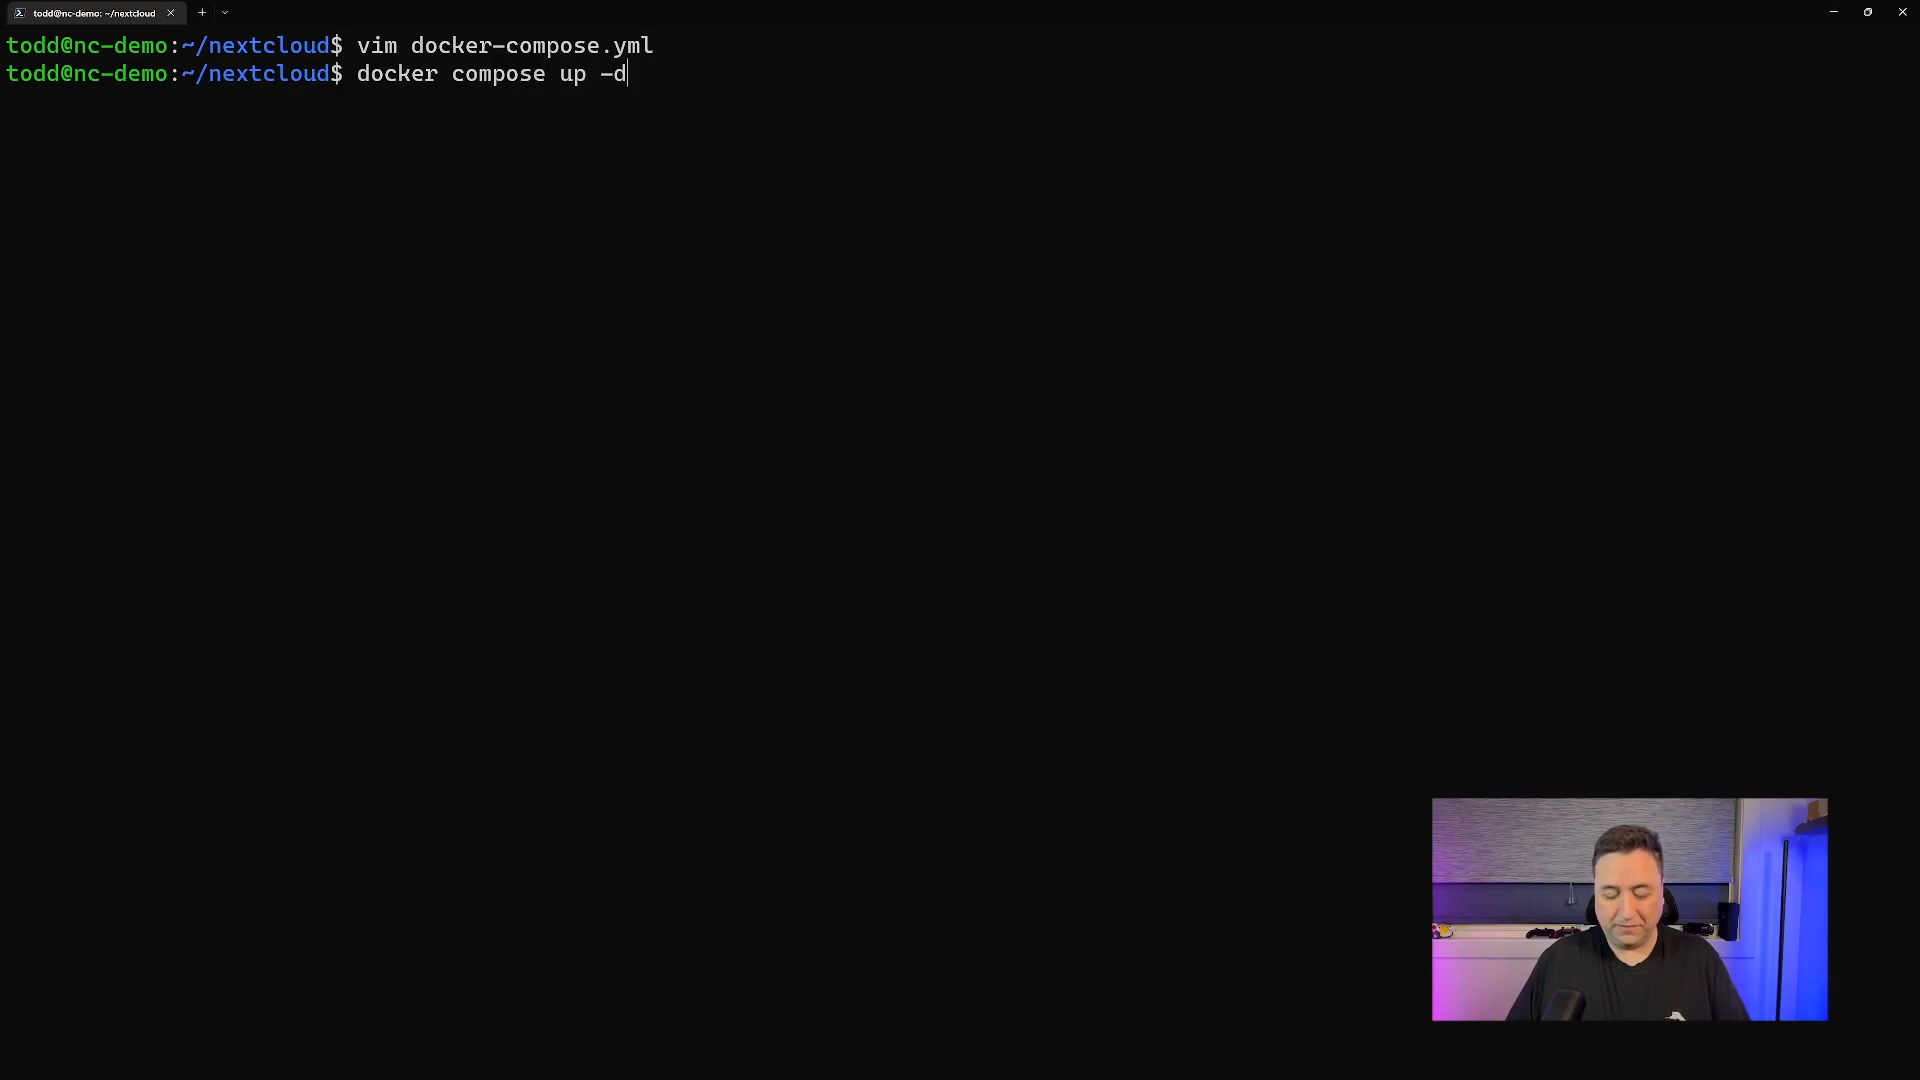 todd@nc-demo: ~/nextcloud
todd@nc-demo:~/nextcloud$ vim docker-compose.yml
todd@nc-demo:~/nextcloud$ docker compose up -d